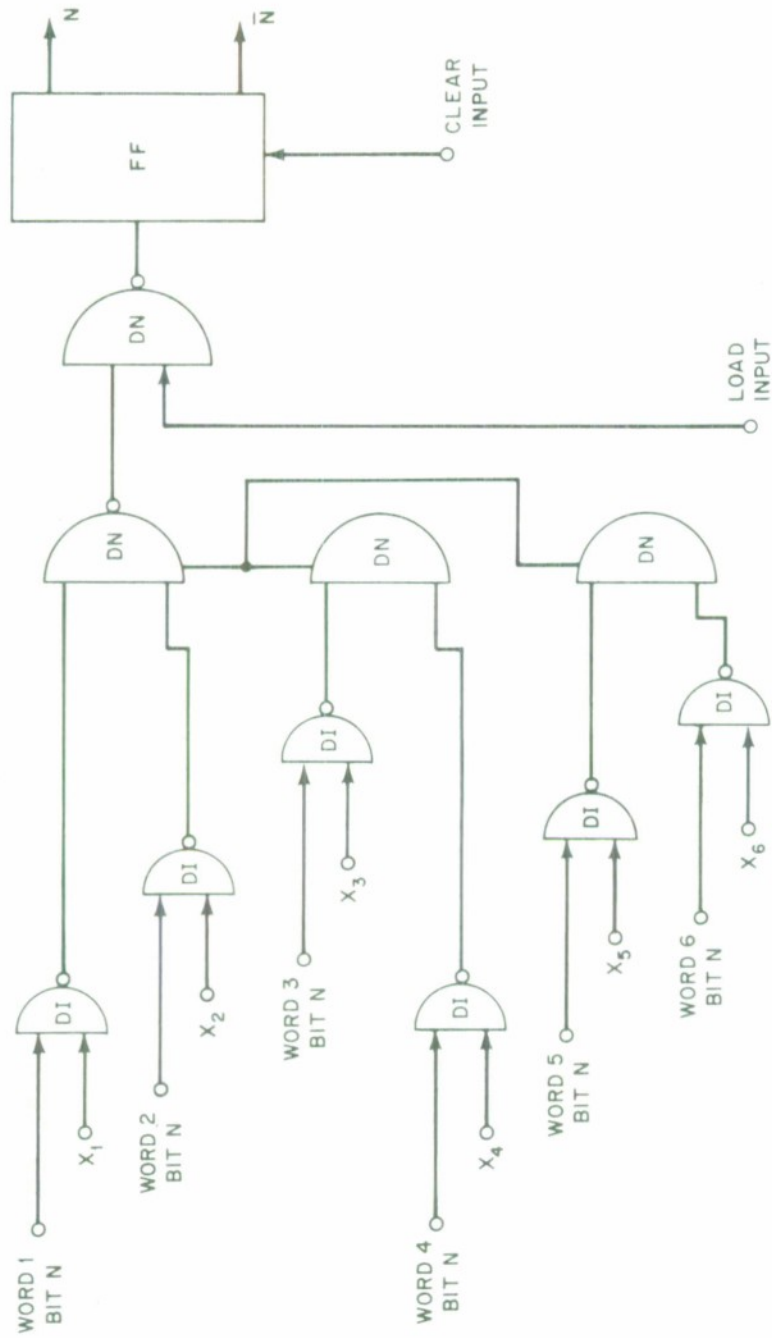 WORD 1
BIT N
X1
DI
WORD 2
BIT N
X2
DI
DN
DN
FF
N
N̄
WORD 3
BIT N
X3
DI
DN
LOAD
INPUT
CLEAR
INPUT
WORD 4
BIT N
X4
DI
WORD 5
BIT N
X5
DI
DN
WORD 6
BIT N
X6
DI